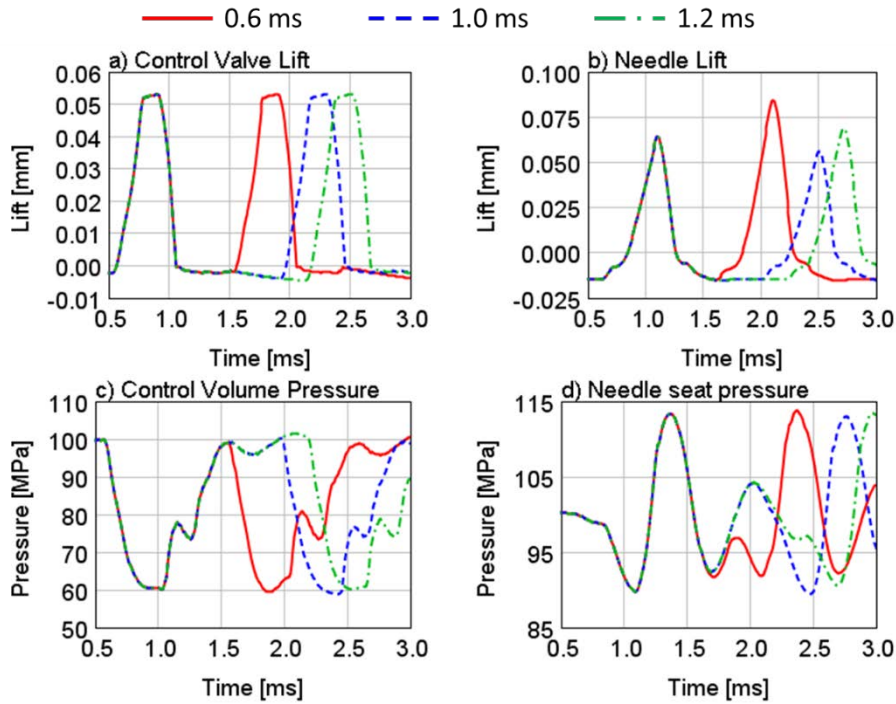 0.6 ms 1.0 ms 1.2 ms
a) Control Valve Lift
Lift [mm]
0.06
0.05
0.04
0.03
0.02
0.01
0.00
-0.01
0.5 1.0 1.5 2.0 2.5 3.0
Time [ms]
b) Needle Lift
Lift [mm]
0.100
0.075
0.050
0.025
0.000
-0.025
0.5 1.0 1.5 2.0 2.5 3.0
Time [ms]
c) Control Volume Pressure
Pressure [MPa]
110
100
90
80
70
60
50
0.5 1.0 1.5 2.0 2.5 3.0
Time [ms]
d) Needle seat pressure
Pressure [MPa]
115
105
95
85
0.5 1.0 1.5 2.0 2.5 3.0
Time [ms]